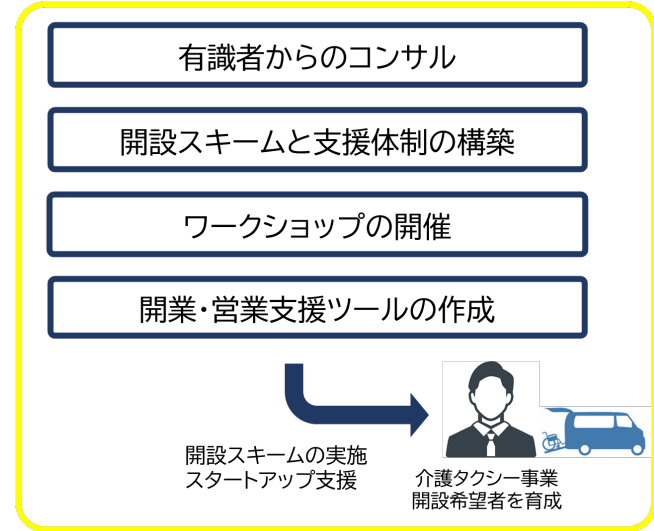 有識者からのコンサル
開設スキームと支援体制の構築
ワークショップの開催
開業・営業支援ツールの作成
開設スキームの実施
スタートアップ支援
介護タクシー事業
開設希望者を育成